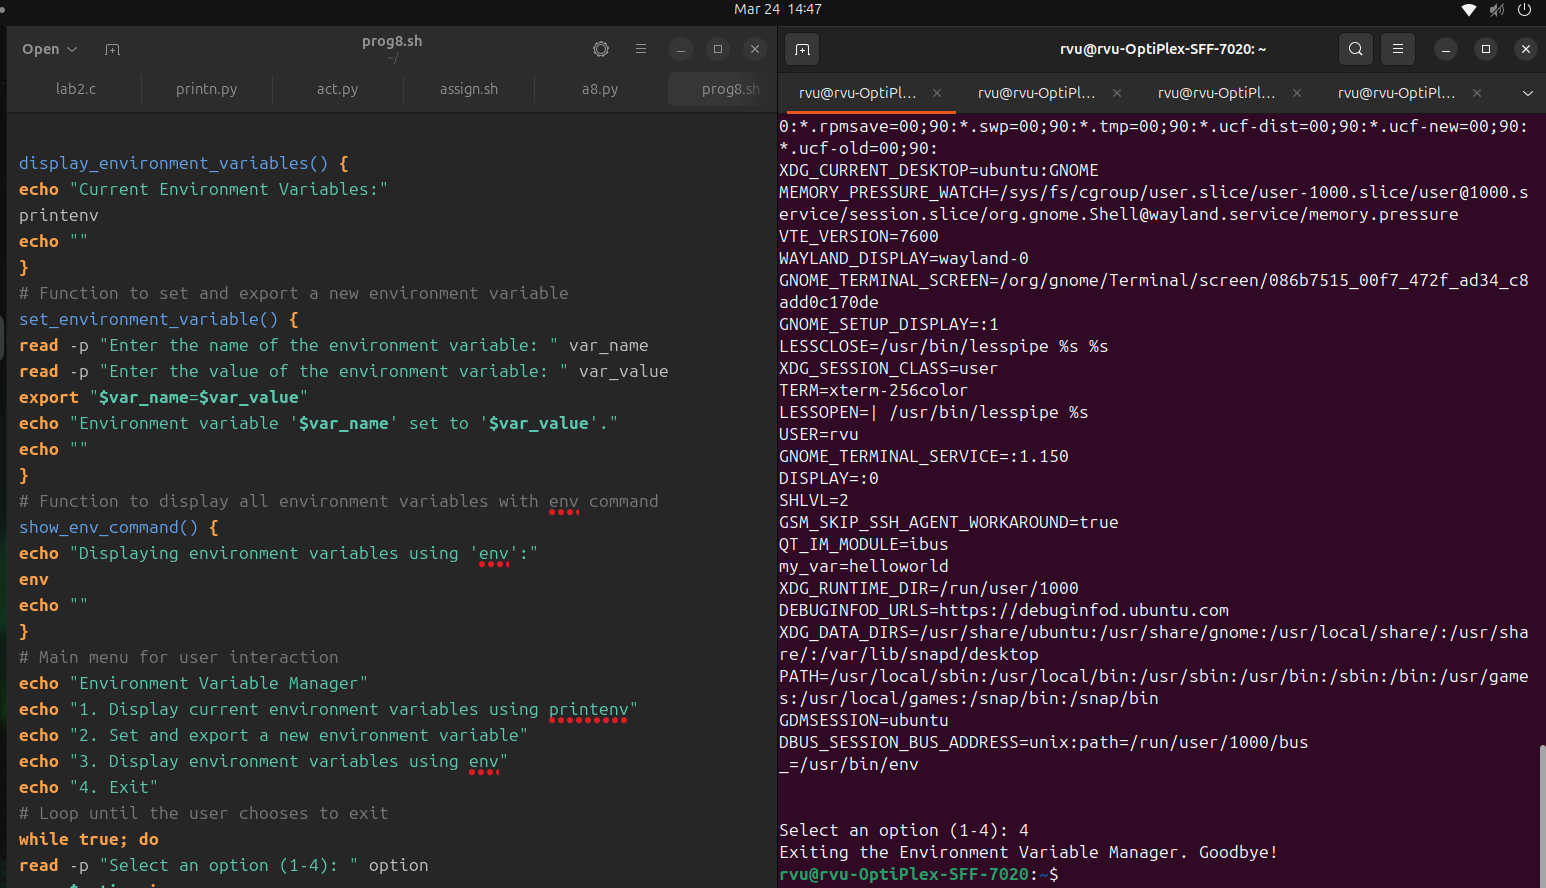 Mar 24 14:47
Open
prog8.sh
~/
lab2.c
printn.py
act.py
assign.sh
a8.py
prog8.sh
display_environment_variables() {
echo "Current Environment Variables:"
printenv
echo ""
}
# Function to set and export a new environment variable
set_environment_variable() {
read -p "Enter the name of the environment variable: " var_name
read -p "Enter the value of the environment variable: " var_value
export "$var_name=$var_value"
echo "Environment variable '$var_name' set to '$var_value'."
echo ""
}
# Function to display all environment variables with env command
show_env_command() {
echo "Displaying environment variables using 'env':"
env
echo ""
}
# Main menu for user interaction
echo "Environment Variable Manager"
echo "1. Display current environment variables using printenv"
echo "2. Set and export a new environment variable"
echo "3. Display environment variables using env"
echo "4. Exit"
# Loop until the user chooses to exit
while true; do
read -p "Select an option (1-4): " option
rvu@rvu-OptiPlex-SFF-7020: ~
rvu@rvu-OptiPl...
rvu@rvu-OptiPl...
rvu@rvu-OptiPl...
rvu@rvu-OptiPl...
0:*.rpmsave=00;90:*.swp=00;90:*.tmp=00;90:*.ucf-dist=00;90:*.ucf-new=00;90:
*.ucf-old=00;90:
XDG_CURRENT_DESKTOP=ubuntu:GNOME
MEMORY_PRESSURE_WATCH=/sys/fs/cgroup/user.slice/user-1000.slice/user@1000.s
ervice/session.slice/org.gnome.Shell@wayland.service/memory.pressure
VTE_VERSION=7600
WAYLAND_DISPLAY=wayland-0
GNOME_TERMINAL_SCREEN=/org/gnome/Terminal/screen/086b7515_00f7_472f_ad34_c8
add0c170de
GNOME_SETUP_DISPLAY=:1
LESSCLOSE=/usr/bin/lesspipe %s %s
XDG_SESSION_CLASS=user
TERM=xterm-256color
LESSOPEN=| /usr/bin/lesspipe %s
USER=rvu
GNOME_TERMINAL_SERVICE=:1.150
DISPLAY=:0
SHLVL=2
GSM_SKIP_SSH_AGENT_WORKAROUND=true
QT_IM_MODULE=ibus
my_var=helloworld
XDG_RUNTIME_DIR=/run/user/1000
DEBUGINFOD_URLS=https://debuginfod.ubuntu.com
XDG_DATA_DIRS=/usr/share/ubuntu:/usr/share/gnome:/usr/local/share/:/usr/sha
re/:/var/lib/snapd/desktop
PATH=/usr/local/sbin:/usr/local/bin:/usr/sbin:/usr/bin:/sbin:/bin:/usr/game
s:/usr/local/games:/snap/bin:/snap/bin
GDMSESSION=ubuntu
DBUS_SESSION_BUS_ADDRESS=unix:path=/run/user/1000/bus
_=/usr/bin/env
Select an option (1-4): 4
Exiting the Environment Variable Manager. Goodbye!
rvu@rvu-OptiPlex-SFF-7020:~$